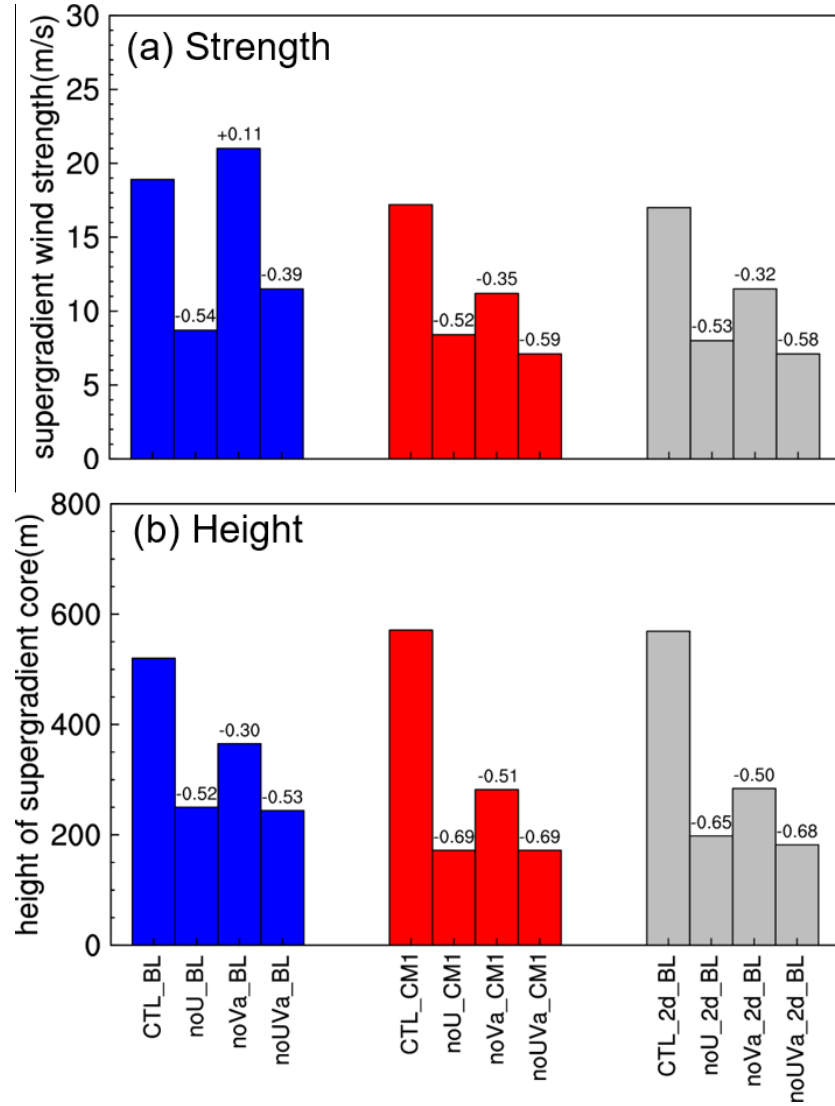 (a) Strength
supergradient wind strength(m/s)
30
25
20
15
10
5
0
-0.54
+0.11
-0.39
-0.52
-0.35
-0.59
-0.53
-0.32
-0.58
(b) Height
height of supergradient core(m)
800
600
400
200
0
-0.52
-0.30
-0.53
-0.69
-0.51
-0.69
-0.65
-0.50
-0.68
CTL_BL
noU_BL
noVa_BL
noUVa_BL
CTL_CM1
noU_CM1
noVa_CM1
noUVa_CM1
CTL_2d_BL
noU_2d_BL
noVa_2d_BL
noUVa_2d_BL